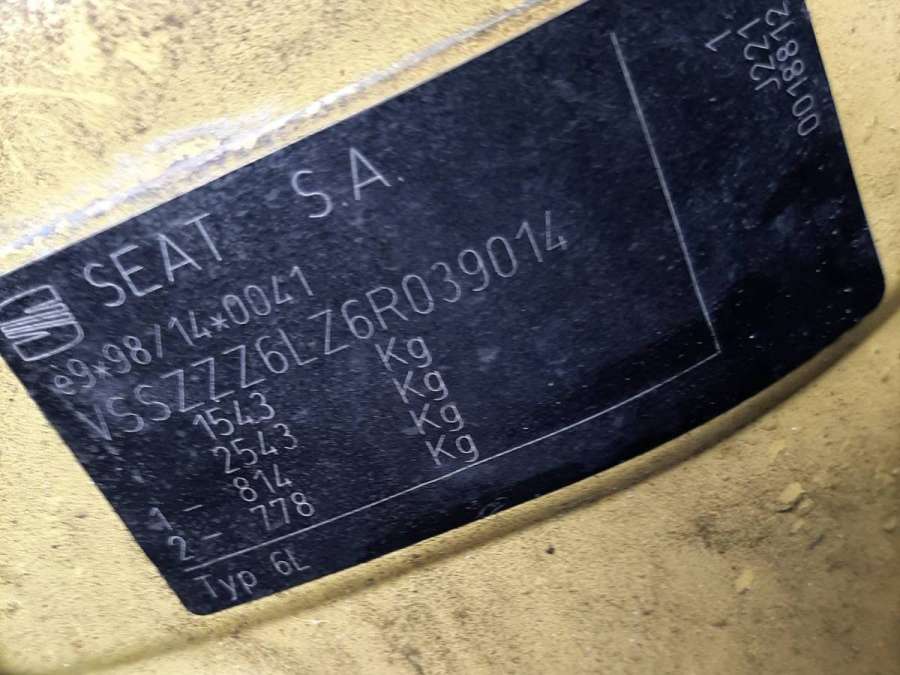 SEAT S.A.
e9*98/14*0041
VSSZZZ6LZ6R039014
1543 Kg
2543 Kg
1- 814 Kg
2- 778 Kg
Typ 6L
1
J221
0018812